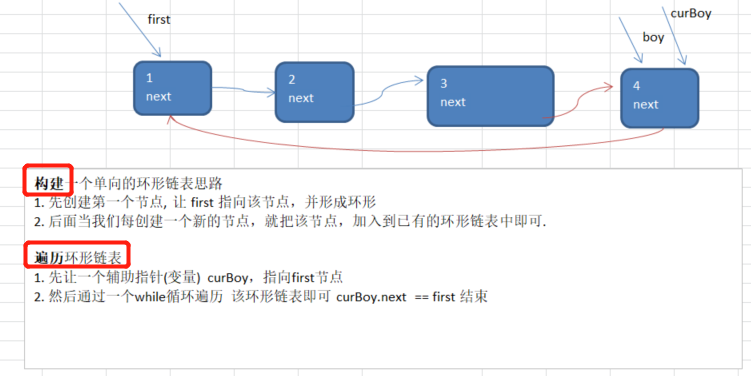 first
curBoy
boy
1
next
2
next
3
next
4
next
构建一个单向的环形链表思路
1. 先创建第一个节点, 让 first 指向该节点，并形成环形
2. 后面当我们每创建一个新的节点，就把该节点，加入到已有的环形链表中即可.
遍历环形链表
1. 先让一个辅助指针(变量) curBoy，指向first节点
2. 然后通过一个while循环遍历 该环形链表即可 curBoy.next == first 结束